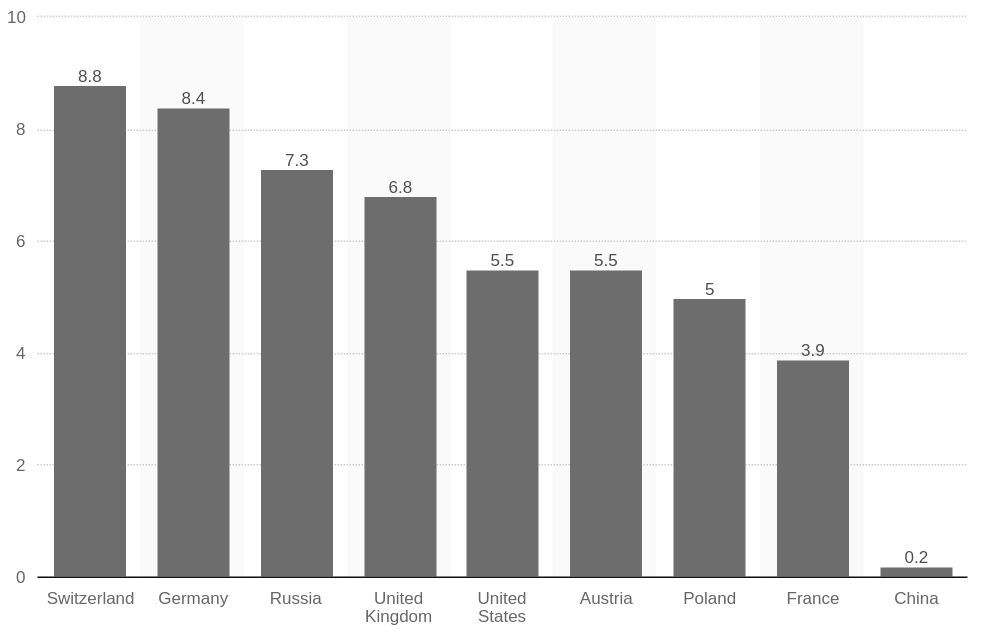 10
8
6
4
2
0
8.8
8.4
7.3
6.8
5.5
5.5
5
3.9
0.2
Switzerland
Germany
Russia
United
Kingdom
United
States
Austria
Poland
France
China